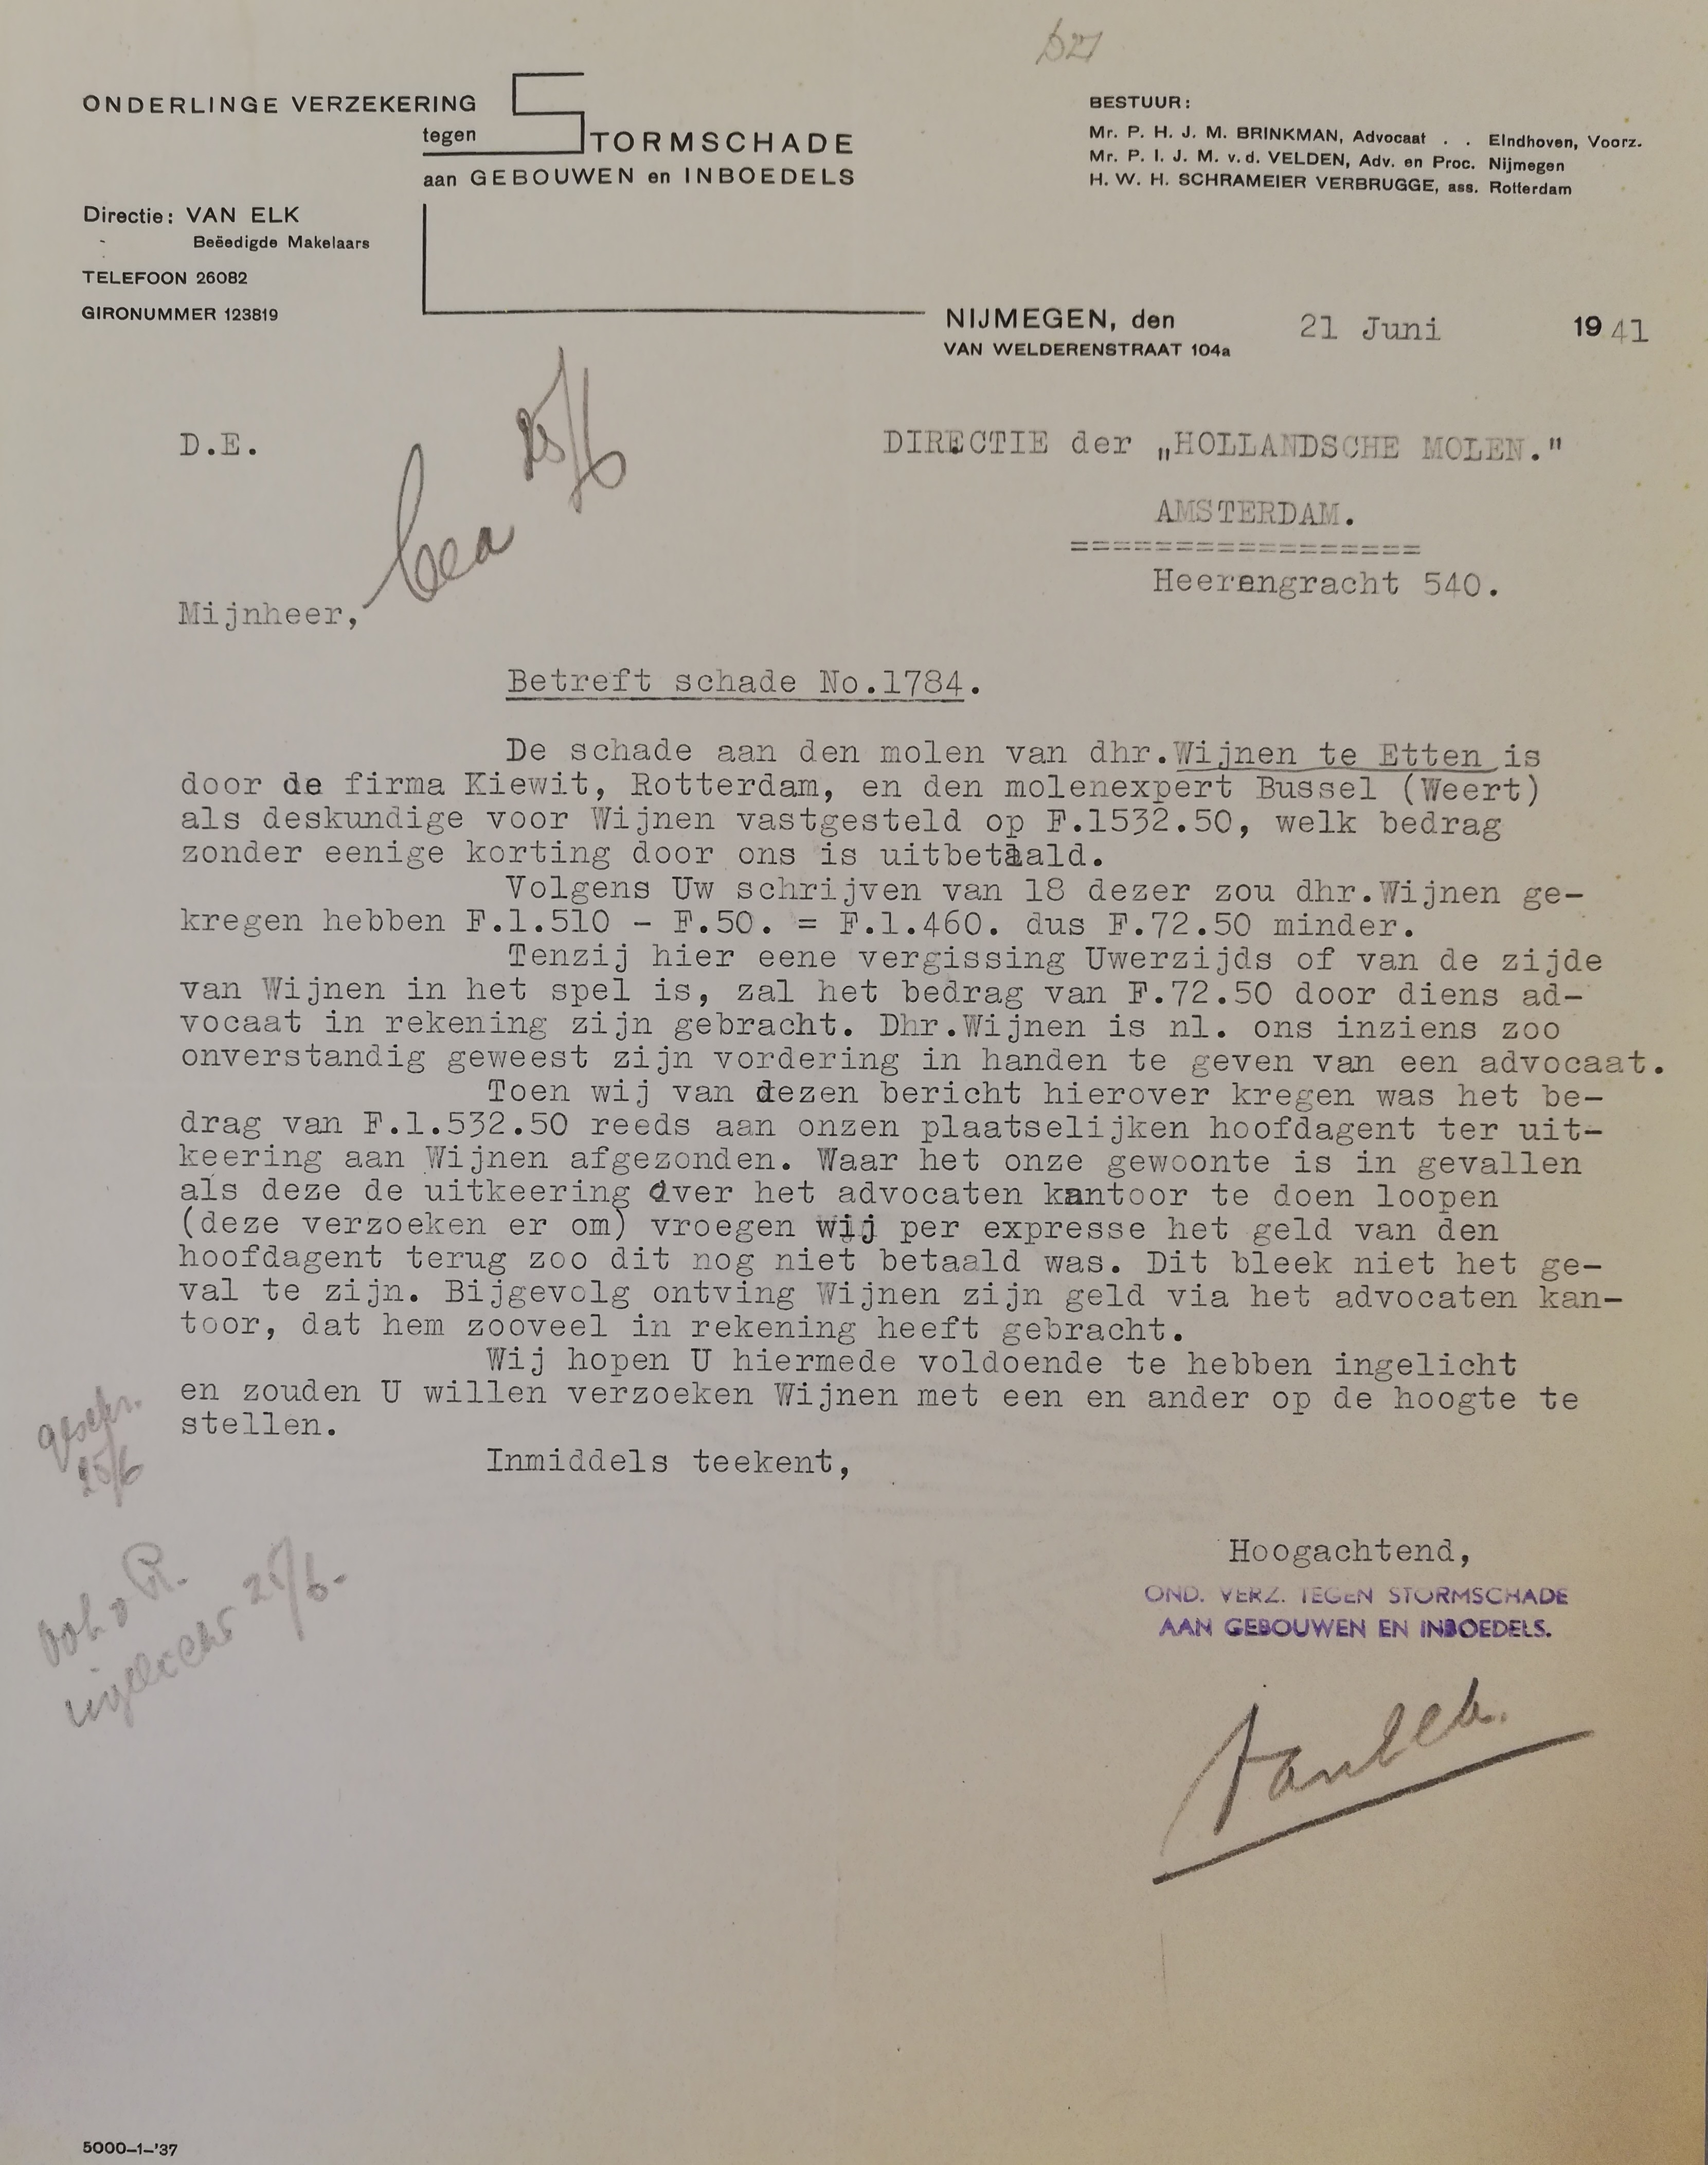 ONDERLINGE VERZEKERING
tegen STORMSCHADE
aan GEBOUWEN en INBOEDELS
Directie: VAN ELK
Beëedigde Makelaars
TELEFOON 26082
GIRONUMMER 123819
BESTUUR:
Mr. P. H. J. M. BRINKMAN, Advocaat . . EIndhoven, Voorz.
Mr. P. I. J. M. v.d. VELDEN, Adv. en Proc. Nijmegen
H. W. H. SCHRAMEIER VERBRUGGE, ass. Rotterdam
NIJMEGEN, den 21 Juni 1941
VAN WELDERENSTRAAT 104a
25/6
D.E.
DIRECTIE der „HOLLANDSCHE MOLEN."
AMSTERDAM.
=================
Heerengracht 540.
Mijnheer,
Betreft schade No.1784.
De schade aan den molen van dhr.Wijnen te Etten is
door de firma Kiewit, Rotterdam, en den molenexpert Bussel (Weert)
als deskundige voor Wijnen vastgesteld op F.1532.50, welk bedrag
zonder eenige korting door ons is uitbetaald.
Volgens Uw schrijven van 18 dezer zou dhr.Wijnen ge-
kregen hebben F.1.510 - F.50. = F.1.460. dus F.72.50 minder.
Tenzij hier eene vergissing Uwerzijds of van de zijde
van Wijnen in het spel is, zal het bedrag van F.72.50 door diens ad-
vocaat in rekening zijn gebracht. Dhr.Wijnen is nl. ons inziens zoo
onverstandig geweest zijn vordering in handen te geven van een advocaat.
Toen wij van dezen bericht hierover kregen was het be-
drag van F.1.532.50 reeds aan onzen plaatselijken hoofdagent ter uit-
keering aan Wijnen afgezonden. Waar het onze gewoonte is in gevallen
als deze de uitkeering over het advocaten kantoor te doen loopen
(deze verzoeken er om) vroegen wij per expresse het geld van den
hoofdagent terug zoo dit nog niet betaald was. Dit bleek niet het ge-
val te zijn. Bijgevolg ontving Wijnen zijn geld via het advocaten kan-
toor, dat hem zooveel in rekening heeft gebracht.
Wij hopen U hiermede voldoende te hebben ingelicht
en zouden U willen verzoeken Wijnen met een en ander op de hoogte te
stellen.
Inmiddels teekent,
geschr.
25/6
ingelicht 25/6.
Hoogachtend,
OND. VERZ. TEGEN STORMSCHADE
AAN GEBOUWEN EN INBOEDELS.
van Elk.
5000-1-'37